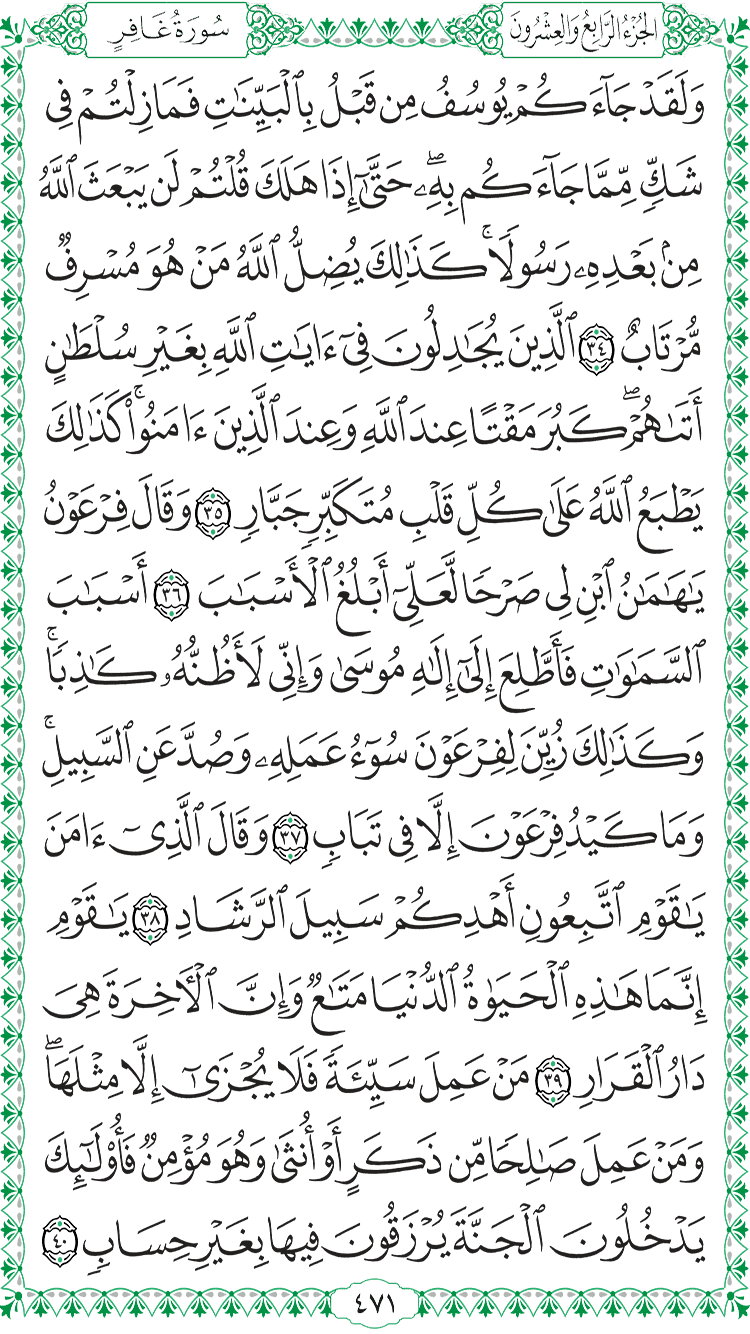 الجُزْءُ الرَّابِعُ وَالعِشْرُونَ
سُورَةُ غَافِرٍ
وَلَقَدْ جَآءَكُمْ يُوسُفُ مِن قَبْلُ بِٱلْبَيِّنَٰتِ فَمَا زِلْتُمْ فِى
شَكٍّ مِّمَّا جَآءَكُم بِهِۦۖ حَتَّىٰٓ إِذَا هَلَكَ قُلْتُمْ لَن يَبْعَثَ ٱللَّهُ
مِنۢ بَعْدِهِۦ رَسُولًاۚ كَذَٰلِكَ يُضِلُّ ٱللَّهُ مَنْ هُوَ مُسْرِفٌ
مُّرْتَابٌ ٣٤ ٱلَّذِينَ يُجَٰدِلُونَ فِىٓ ءَايَٰتِ ٱللَّهِ بِغَيْرِ سُلْطَٰنٍ
أَتَىٰهُمْۖ كَبُرَ مَقْتًا عِندَ ٱللَّهِ وَعِندَ ٱلَّذِينَ ءَامَنُوا۟ۚ كَذَٰلِكَ
يَطْبَعُ ٱللَّهُ عَلَىٰ كُلِّ قَلْبِ مُتَكَبِّرٍ جَبَّارٍ ٣٥ وَقَالَ فِرْعَوْنُ
يَٰهَٰمَٰنُ ٱبْنِ لِى صَرْحًا لَّعَلِّىٓ أَبْلُغُ ٱلْأَسْبَٰبَ ٣٦ أَسْبَٰبَ
ٱلسَّمَٰوَٰتِ فَأَطَّلِعَ إِلَىٰٓ إِلَٰهِ مُوسَىٰ وَإِنِّى لَأَظُنُّهُۥ كَٰذِبًاۚ
وَكَذَٰلِكَ زُيِّنَ لِفِرْعَوْنَ سُوٓءُ عَمَلِهِۦ وَصُدَّ عَنِ ٱلسَّبِيلِۚ
وَمَا كَيْدُ فِرْعَوْنَ إِلَّا فِى تَبَابٍ ٣٧ وَقَالَ ٱلَّذِىٓ ءَامَنَ
يَٰقَوْمِ ٱتَّبِعُونِ أَهْدِكُمْ سَبِيلَ ٱلرَّشَادِ ٣٨ يَٰقَوْمِ
إِنَّمَا هَٰذِهِ ٱلْحَيَوٰةُ ٱلدُّنْيَا مَتَٰعٌ وَإِنَّ ٱلْءَاخِرَةَ هِىَ
دَارُ ٱلْقَرَارِ ٣٩ مَنْ عَمِلَ سَيِّئَةً فَلَا يُجْزَىٰٓ إِلَّا مِثْلَهَاۖ
وَمَنْ عَمِلَ صَٰلِحًا مِّن ذَكَرٍ أَوْ أُنثَىٰ وَهُوَ مُؤْمِنٌ فَأُو۟لَٰٓئِكَ
يَدْخُلُونَ ٱلْجَنَّةَ يُرْزَقُونَ فِيهَا بِغَيْرِ حِسَابٍ ٤٠
٤٧١